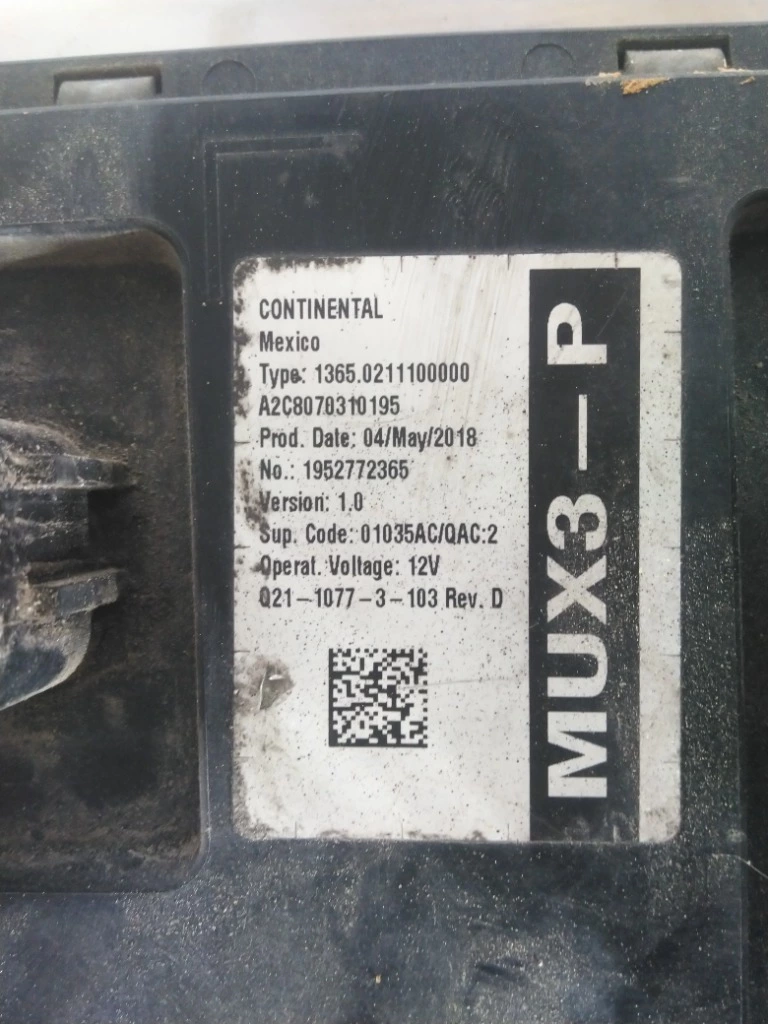 CONTINENTAL
Mexico
Type: 1365.0211100000
A2C8070310195
Prod. Date: 04/May/2018
No.: 1952772365
Version: 1.0
Sup. Code: 01035AC/QAC:2
Operat. Voltage: 12V
Q21-1077-3-103 Rev. D
MUX3-P